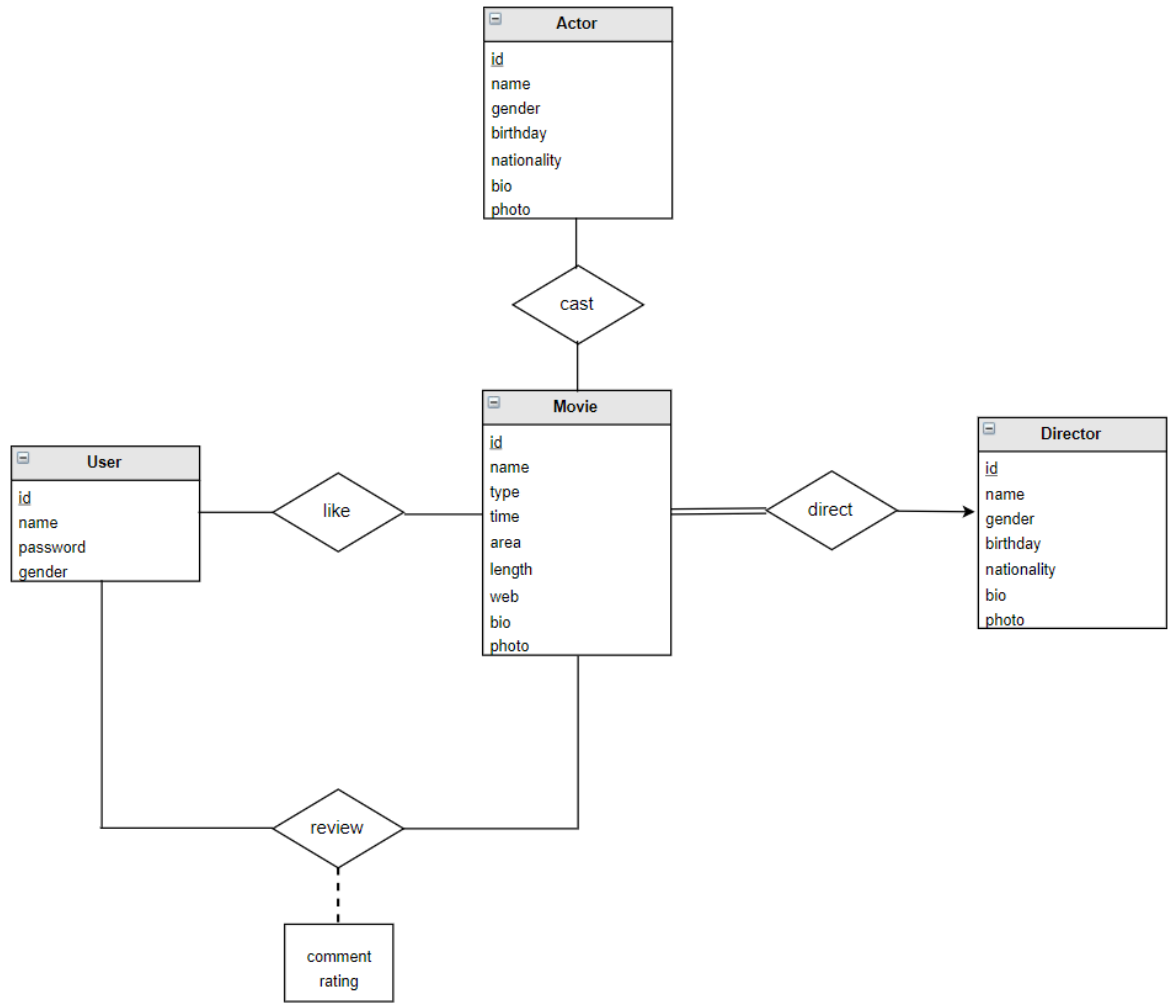 Actor
id
name
gender
birthday
nationality
bio
photo
cast
Movie
id
name
type
time
area
length
web
bio
photo
User
id
name
password
gender
like
direct
Director
id
name
gender
birthday
nationality
bio
photo
review
comment
rating